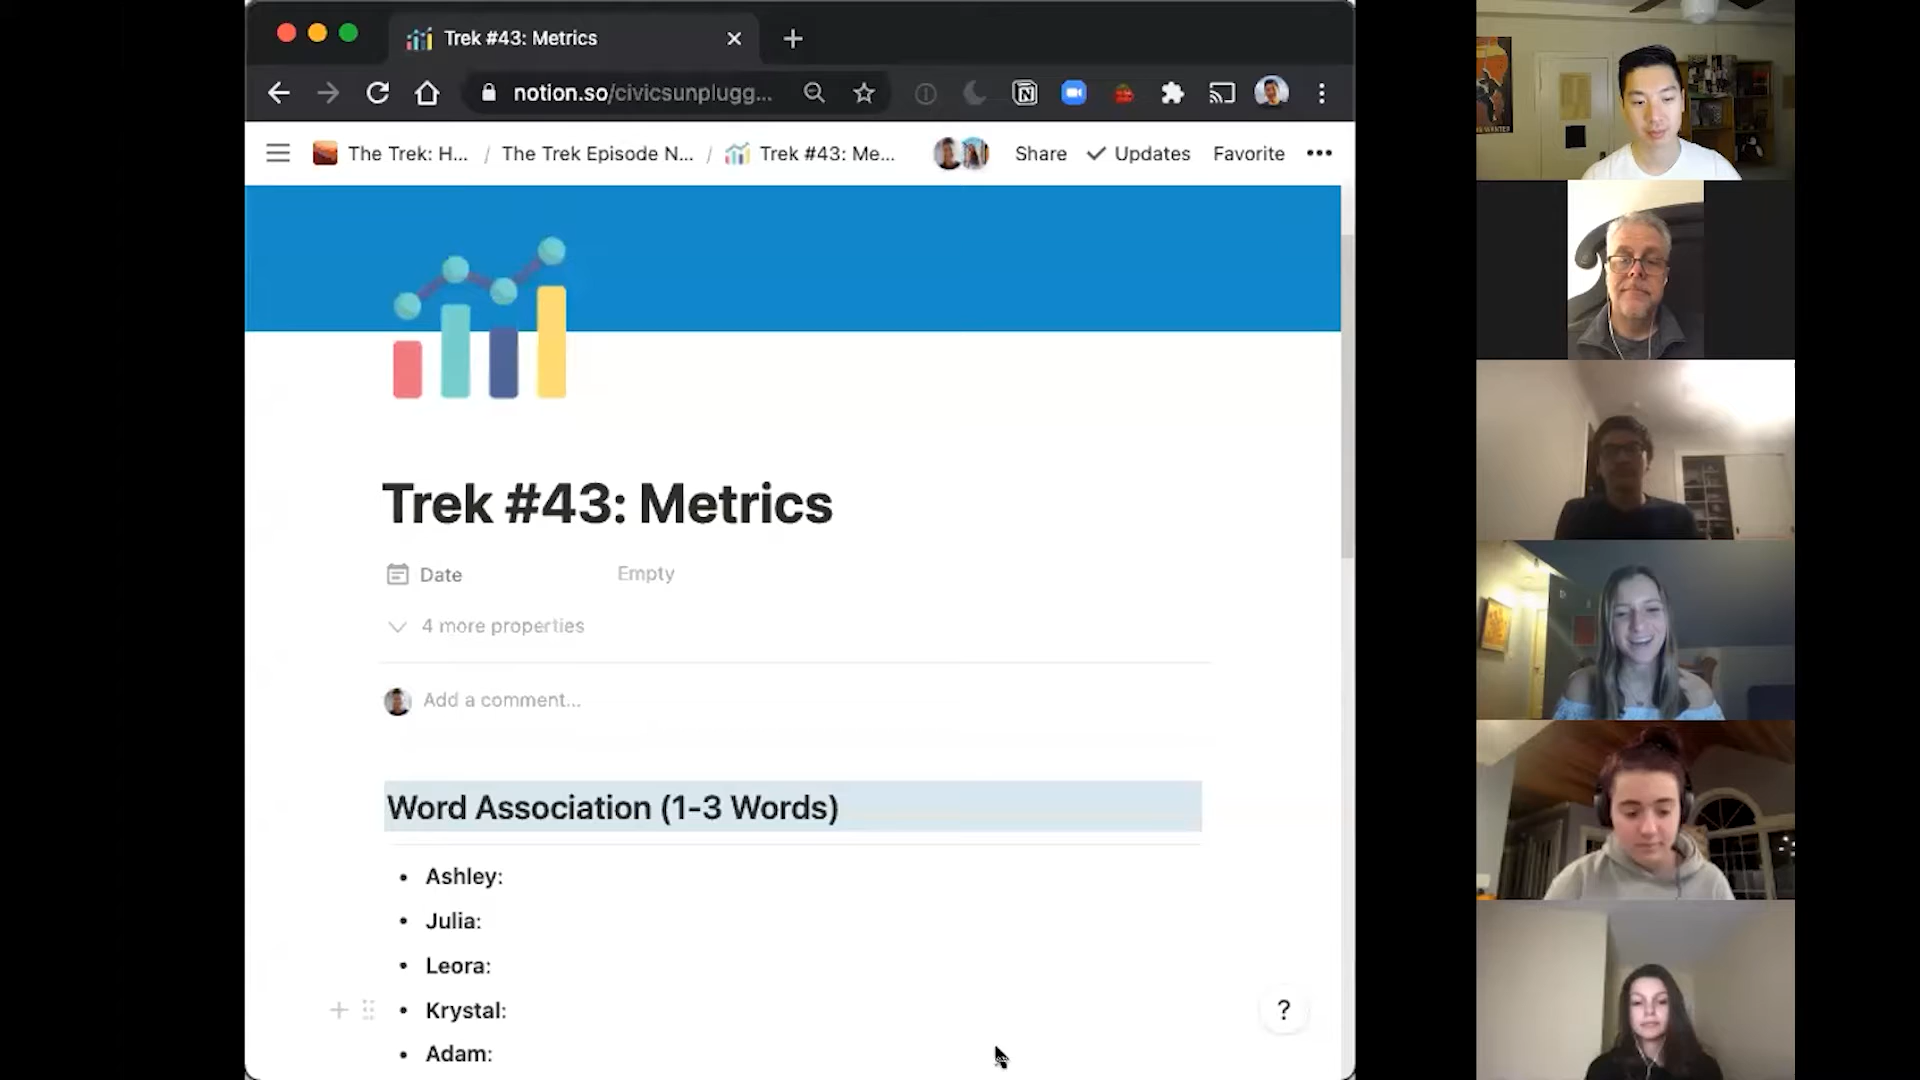 Trek #43: Metrics
notion.so/civicsunplugg...
The Trek: H... / The Trek Episode N... / Trek #43: Me... Share Updates Favorite
Trek #43: Metrics
Date Empty
4 more properties
Add a comment...
Word Association (1-3 Words)
• Ashley:
• Julia:
• Leora:
• Krystal:
• Adam:
?